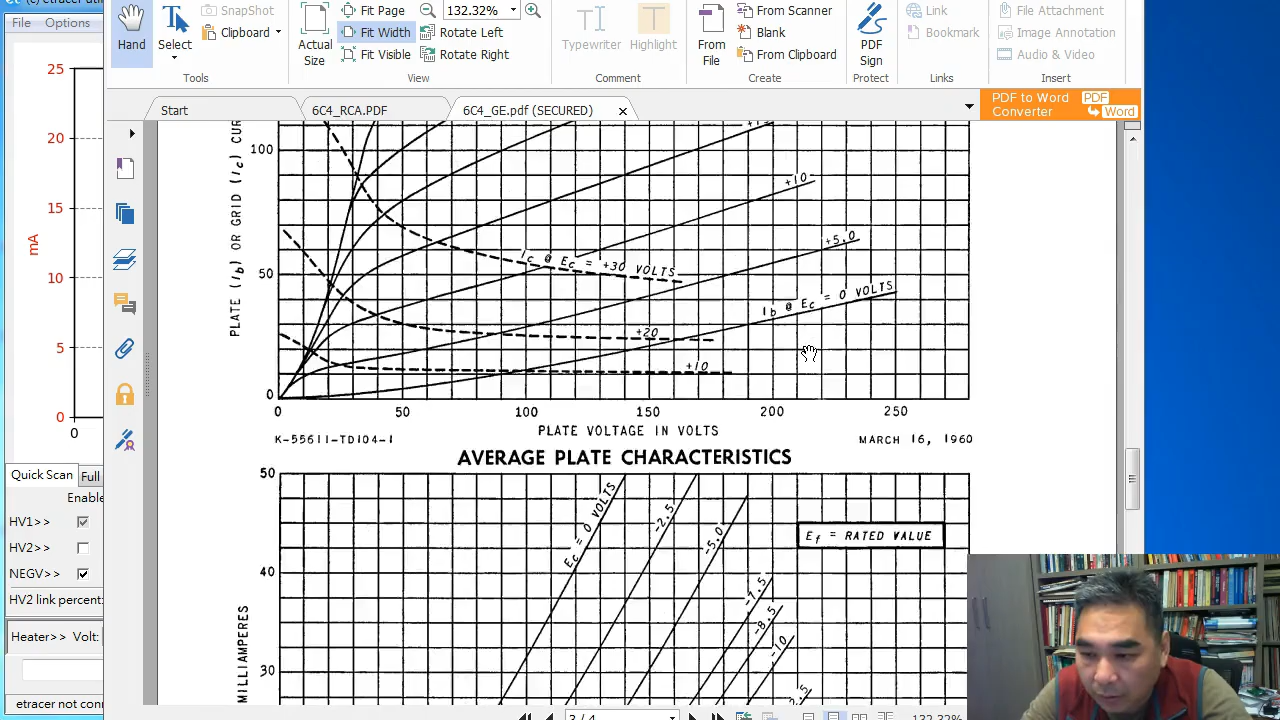 File Options
SnapShot
Clipboard
Hand
Select
Tools
Actual
Size
Fit Page
Fit Width
Fit Visible
132.32%
Rotate Left
Rotate Right
View
Typewriter
Highlight
Comment
From
File
From Scanner
Blank
From Clipboard
Create
PDF
Sign
Protect
Link
Bookmark
Links
File Attachment
Image Annotation
Audio & Video
Insert
Start
6C4_RCA.PDF
6C4_GE.pdf (SECURED)
PDF to Word
Converter
PDF
Word
25
20
15
10
5
0
mA
0
Quick Scan
Full
Enable
HV1>>
HV2>>
NEGV>>
HV2 link percent:
Heater>> Volt:
etracer not con
PLATE (Ib) OR GRID (Ic) CUR
100
50
0
+10
+5.0
Ib @ Ec = 0 VOLTS
Ic @ Ec = +30 VOLTS
+20
+10
0 50 100 150 200 250
PLATE VOLTAGE IN VOLTS
K-55611-TD104-1
MARCH 16, 1960
AVERAGE PLATE CHARACTERISTICS
50
40
30
MILLIAMPERES
Ec = 0 VOLTS
-2.5
-5.0
-7.5
-8.5
-10
Ef = RATED VALUE
132.32%